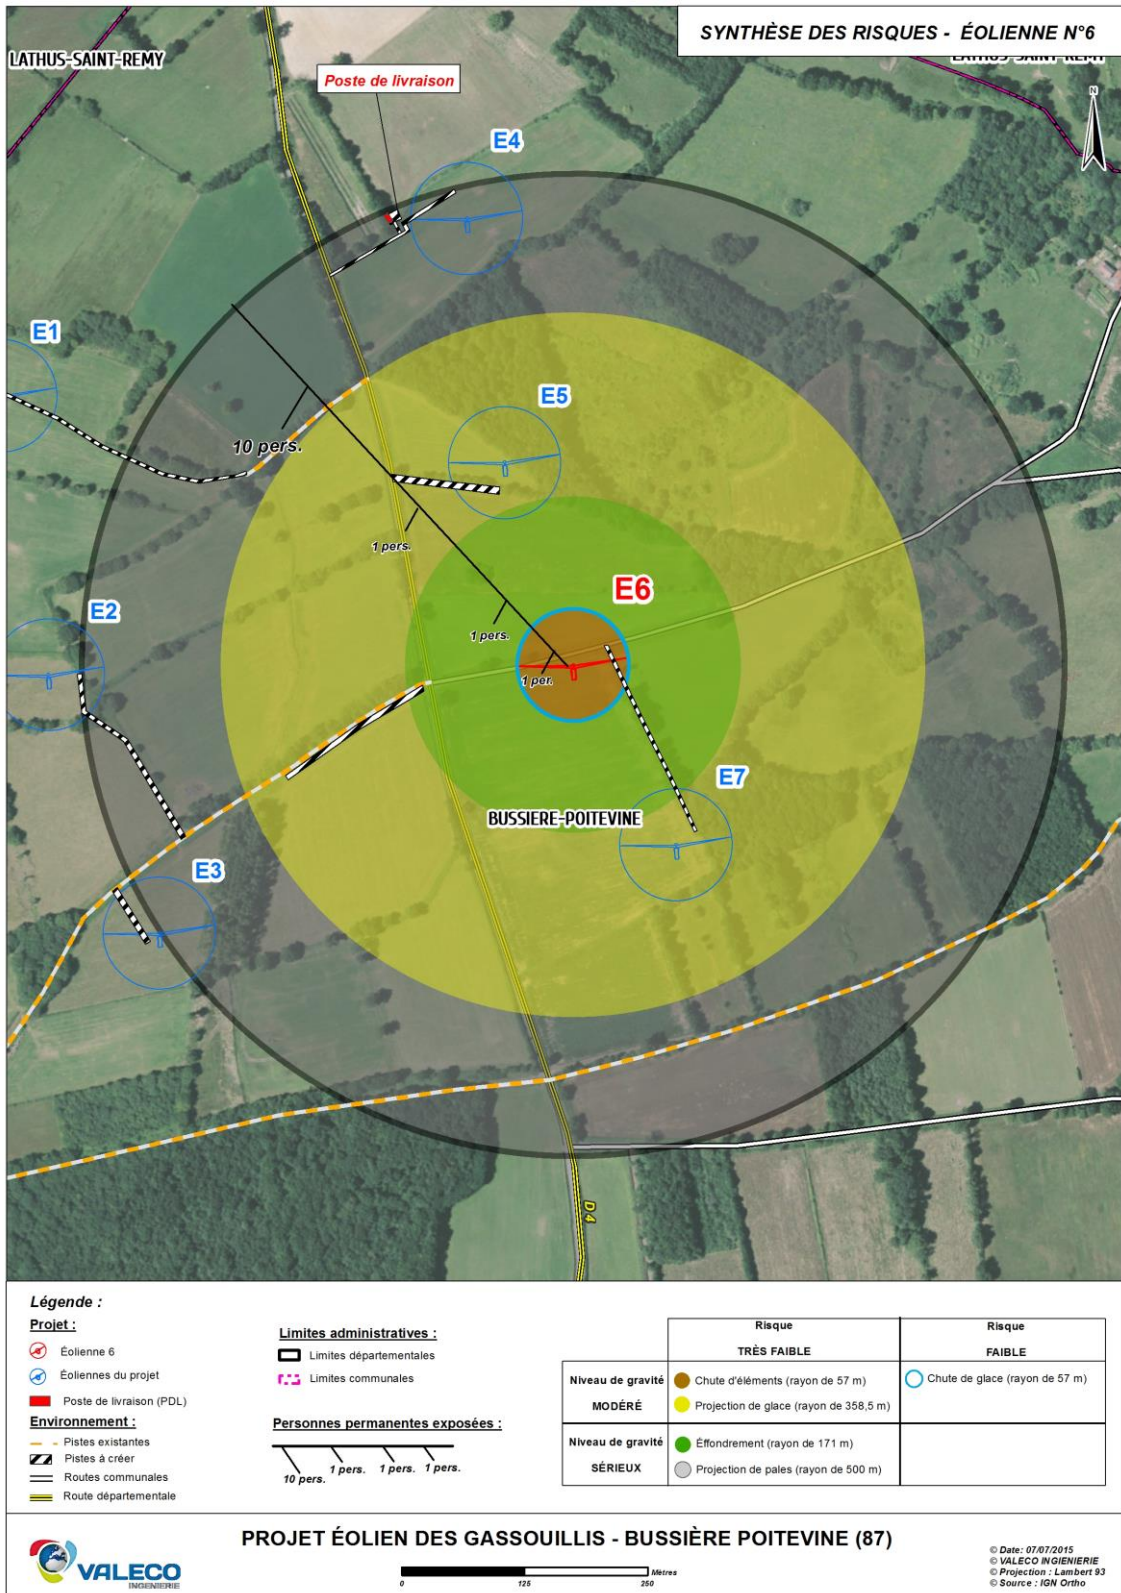 SYNTHÈSE DES RISQUES - ÉOLIENNE N°6
LATHUS-SAINT-REMY
LATHUS-SAINT-REMY
N
Poste de livraison
E4
E1
E5
10 pers.
1 pers.
E6
E2
1 pers.
1 per.
E7
BUSSIERE-POITEVINE
E3
D 4
Légende :
Projet :
Éolienne 6
Éoliennes du projet
Poste de livraison (PDL)
Environnement :
Pistes existantes
Pistes à créer
Routes communales
Route départementale
Limites administratives :
Limites départementales
Limites communales
Personnes permanentes exposées :
10 pers. 1 pers. 1 pers. 1 pers.
Risque
TRÈS FAIBLE
Risque
FAIBLE
Niveau de gravité
MODÉRÉ
Chute d'éléments (rayon de 57 m)
Projection de glace (rayon de 358,5 m)
Chute de glace (rayon de 57 m)
Niveau de gravité
SÉRIEUX
Éffondrement (rayon de 171 m)
Projection de pales (rayon de 500 m)
VALECO
INGENIERIE
PROJET ÉOLIEN DES GASSOUILLIS - BUSSIÈRE POITEVINE (87)
Mètres
0 125 250
© Date: 07/07/2015
© VALECO INGIENIERIE
© Projection : Lambert 93
© Source : IGN Ortho